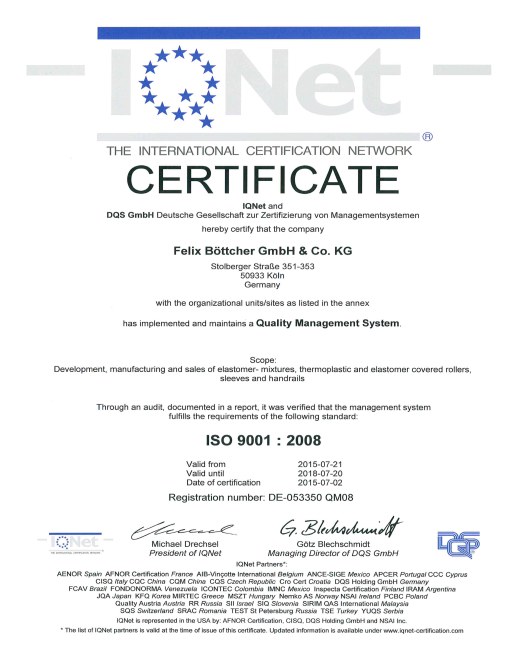 IQNet
®
THE INTERNATIONAL CERTIFICATION NETWORK
CERTIFICATE
IQNet and
DQS GmbH Deutsche Gesellschaft zur Zertifizierung von Managementsystemen
hereby certify that the company
Felix Böttcher GmbH & Co. KG
Stolberger Straße 351-353
50933 Köln
Germany
with the organizational units/sites as listed in the annex
has implemented and maintains a Quality Management System.
Scope:
Development, manufacturing and sales of elastomer- mixtures, thermoplastic and elastomer covered rollers,
sleeves and handrails
Through an audit, documented in a report, it was verified that the management system
fulfills the requirements of the following standard:
ISO 9001 : 2008
Valid from 2015-07-21
Valid until 2018-07-20
Date of certification 2015-07-02
Registration number: DE-053350 QM08
G. Blechschmidt
IQNet
Michael Drechsel
President of IQNet
Götz Blechschmidt
Managing Director of DQS GmbH
DQS
IQNet Partners*:
AENOR Spain AFNOR Certification France AIB-Vinçotte International Belgium ANCE-SIGE Mexico APCER Portugal CCC Cyprus
CISQ Italy CQC China CQM China CQS Czech Republic Cro Cert Croatia DQS Holding GmbH Germany
FCAV Brazil FONDONORMA Venezuela ICONTEC Colombia IMNC Mexico Inspecta Certification Finland IRAM Argentina
JQA Japan KFQ Korea MIRTEC Greece MSZT Hungary Nemko AS Norway NSAI Ireland PCBC Poland
Quality Austria Austria RR Russia SII Israel SIQ Slovenia SIRIM QAS International Malaysia
SQS Switzerland SRAC Romania TEST St Petersburg Russia TSE Turkey YUQS Serbia
IQNet is represented in the USA by: AFNOR Certification, CISQ, DQS Holding GmbH and NSAI Inc.
* The list of IQNet partners is valid at the time of issue of this certificate. Updated information is available under www.iqnet-certification.com